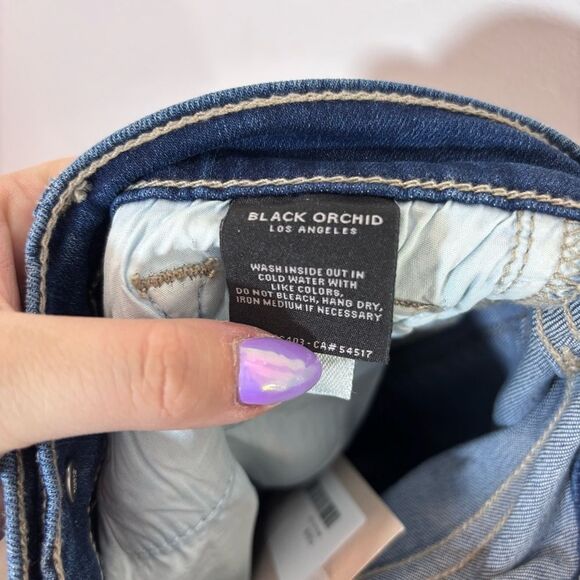 BLACK ORCHID
LOS ANGELES
WASH INSIDE OUT IN
COLD WATER WITH
LIKE COLORS,
DO NOT BLEACH, HANG DRY,
IRON MEDIUM IF NECESSARY
CA# 54517